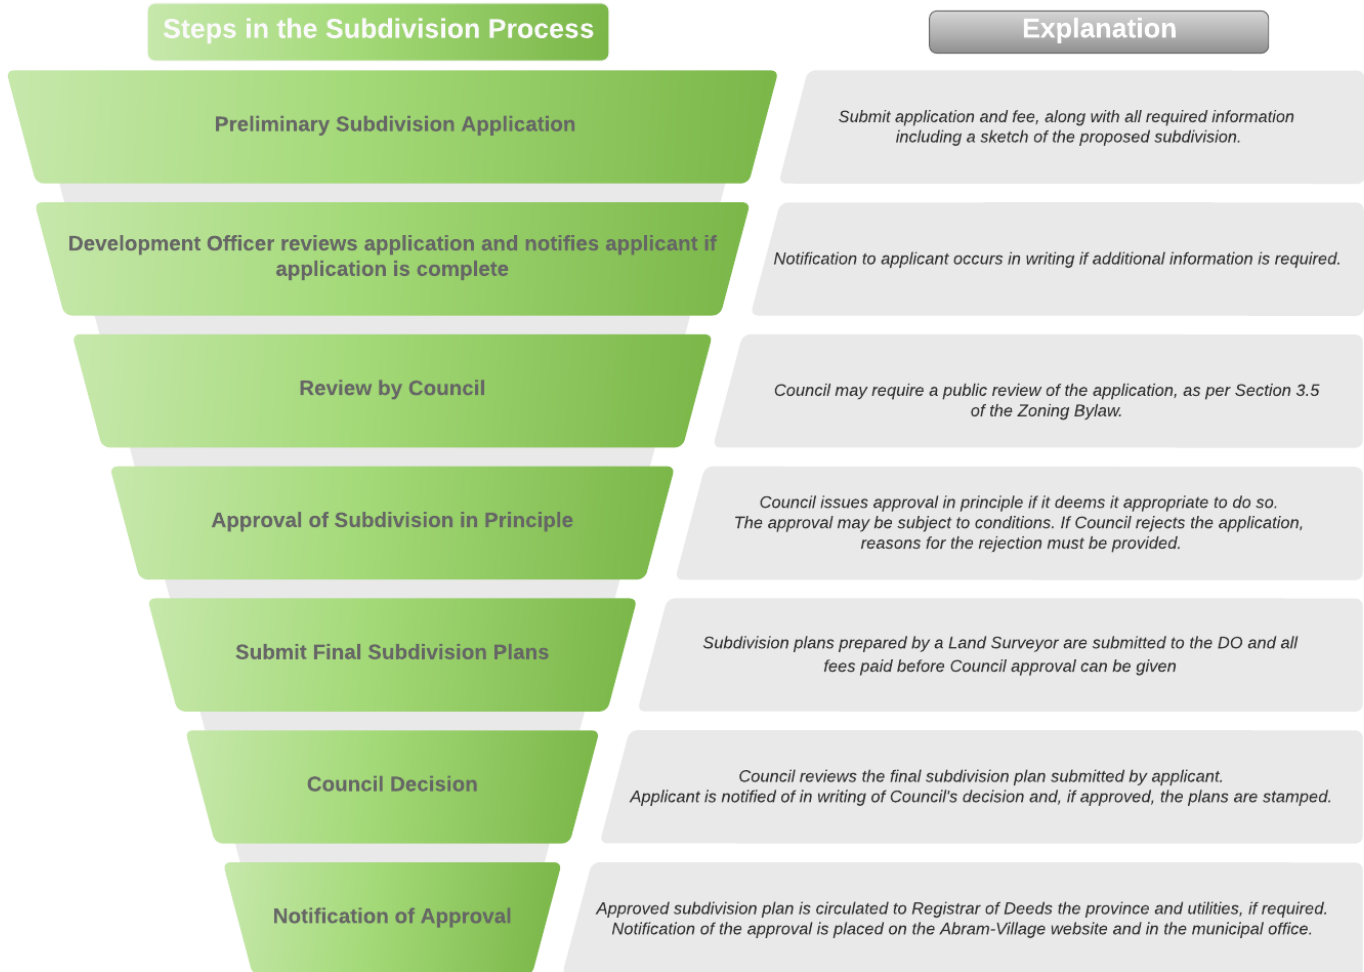 Steps in the Subdivision Process
Explanation
Preliminary Subdivision Application
Submit application and fee, along with all required information
including a sketch of the proposed subdivision.
Development Officer reviews application and notifies applicant if
application is complete
Notification to applicant occurs in writing if additional information is required.
Review by Council
Council may require a public review of the application, as per Section 3.5
of the Zoning Bylaw.
Approval of Subdivision in Principle
Council issues approval in principle if it deems it appropriate to do so.
The approval may be subject to conditions. If Council rejects the application,
reasons for the rejection must be provided.
Submit Final Subdivision Plans
Subdivision plans prepared by a Land Surveyor are submitted to the DO and all
fees paid before Council approval can be given
Council Decision
Council reviews the final subdivision plan submitted by applicant.
Applicant is notified of in writing of Council's decision and, if approved, the plans are stamped.
Notification of Approval
Approved subdivision plan is circulated to Registrar of Deeds the province and utilities, if required.
Notification of the approval is placed on the Abram-Village website and in the municipal office.